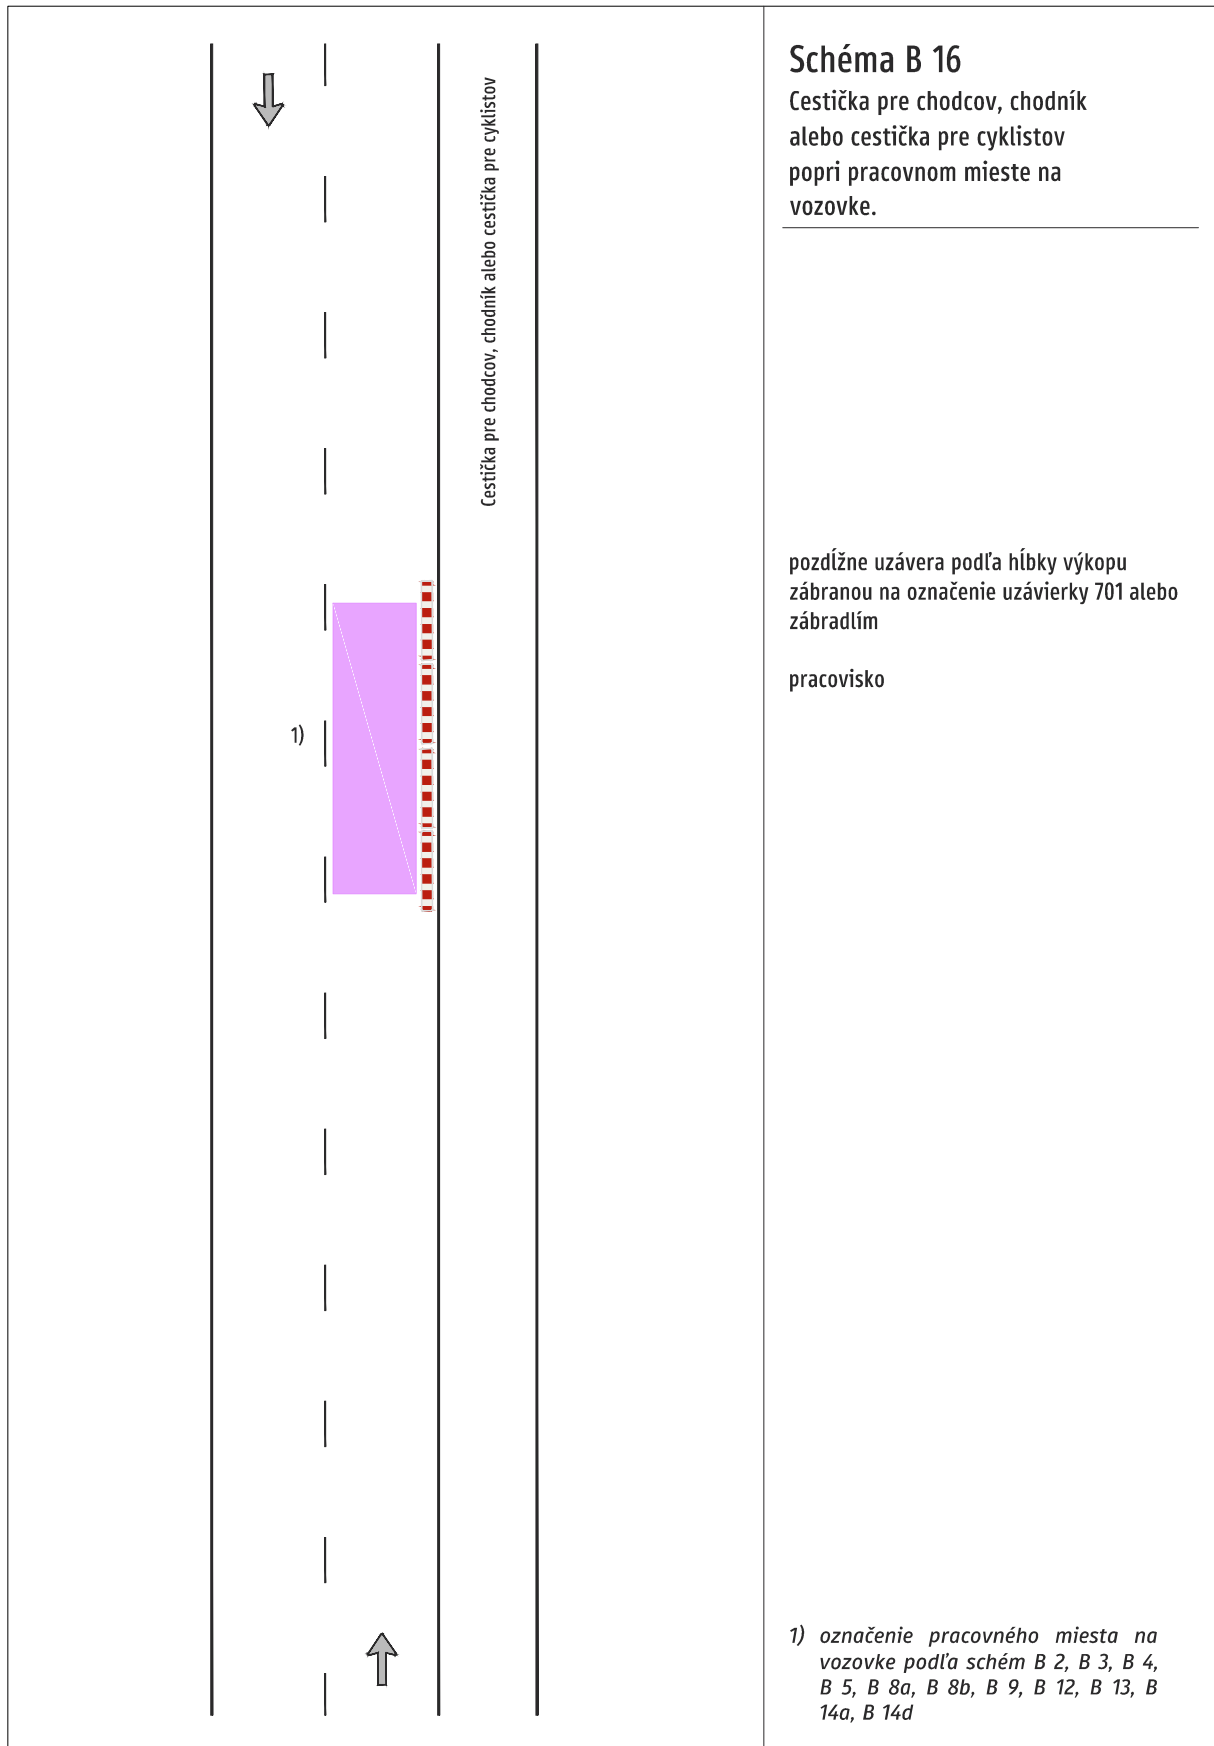 Schéma B 16
Cestička pre chodcov, chodník
alebo cestička pre cyklistov
popri pracovnom mieste na
vozovke.
Cestička pre chodcov, chodník alebo cestička pre cyklistov
pozdĺžne uzávera podľa hĺbky výkopu
zábranou na označenie uzávierky 701 alebo
zábradlím
pracovisko
1)
1) označenie pracovného miesta na
vozovke podľa schém B 2, B 3, B 4,
B 5, B 8a, B 8b, B 9, B 12, B 13, B
14a, B 14d